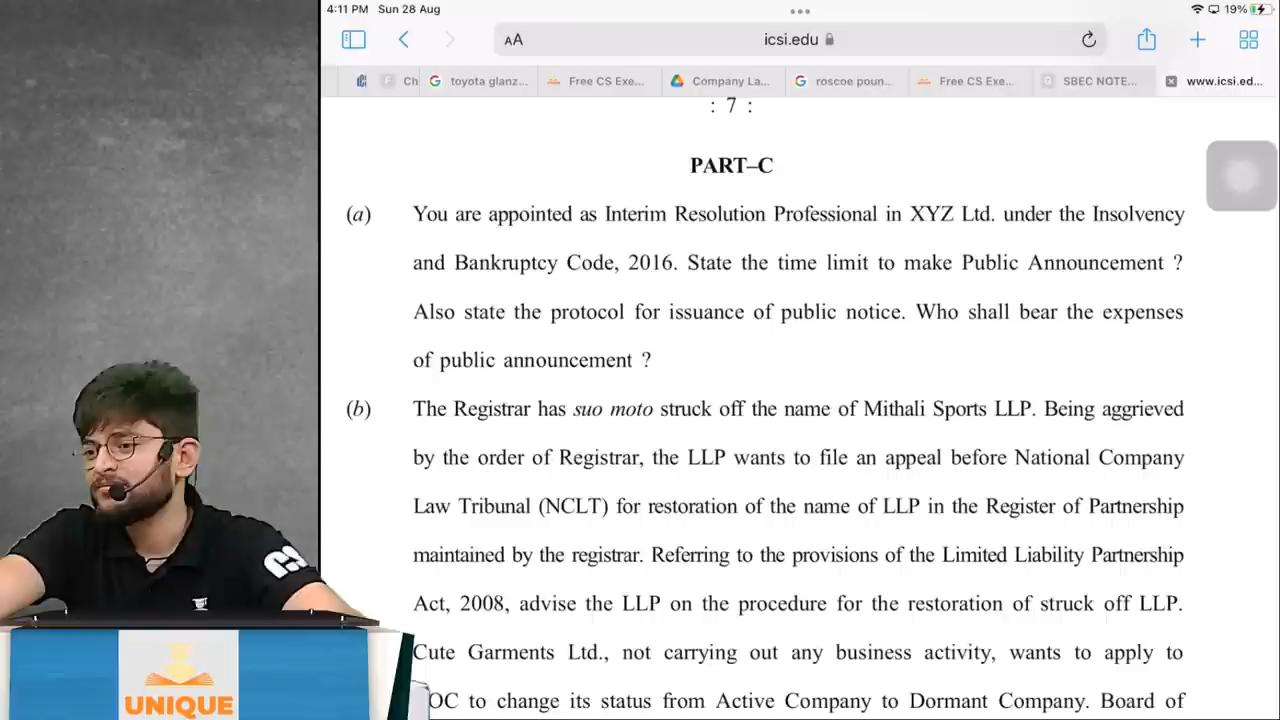 4:11 PM Sun 28 Aug
19%
AA
icsi.edu
Ch
toyota glanz...
Free CS Exe...
Company La...
roscoe poun...
Free CS Exe...
SBEC NOTE...
www.icsi.ed...
: 7 :
PART–C
(a) You are appointed as Interim Resolution Professional in XYZ Ltd. under the Insolvency
and Bankruptcy Code, 2016. State the time limit to make Public Announcement ?
Also state the protocol for issuance of public notice. Who shall bear the expenses
of public announcement ?
(b) The Registrar has suo moto struck off the name of Mithali Sports LLP. Being aggrieved
by the order of Registrar, the LLP wants to file an appeal before National Company
Law Tribunal (NCLT) for restoration of the name of LLP in the Register of Partnership
maintained by the registrar. Referring to the provisions of the Limited Liability Partnership
Act, 2008, advise the LLP on the procedure for the restoration of struck off LLP.
Cute Garments Ltd., not carrying out any business activity, wants to apply to
OC to change its status from Active Company to Dormant Company. Board of
UNIQUE